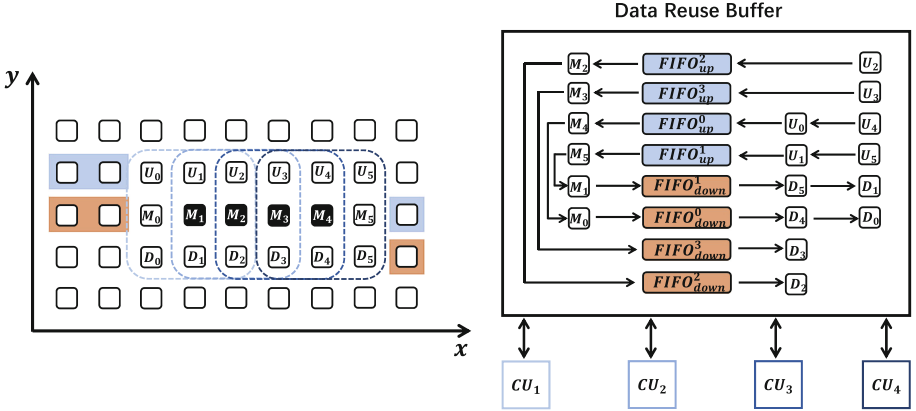 Data Reuse Buffer
y
U₀ U₁ U₂ U₃ U₄ U₅
M₀ M₁ M₂ M₃ M₄ M₅
D₀ D₁ D₂ D₃ D₄ D₅
x
M₂ FIFO²up U₂
M₃ FIFO³up U₃
M₄ FIFO⁰up U₀ U₄
M₅ FIFO¹up U₁ U₅
M₁ FIFO¹down D₅ D₁
M₀ FIFO⁰down D₄ D₀
FIFO³down D₃
FIFO²down D₂
CU₁ CU₂ CU₃ CU₄